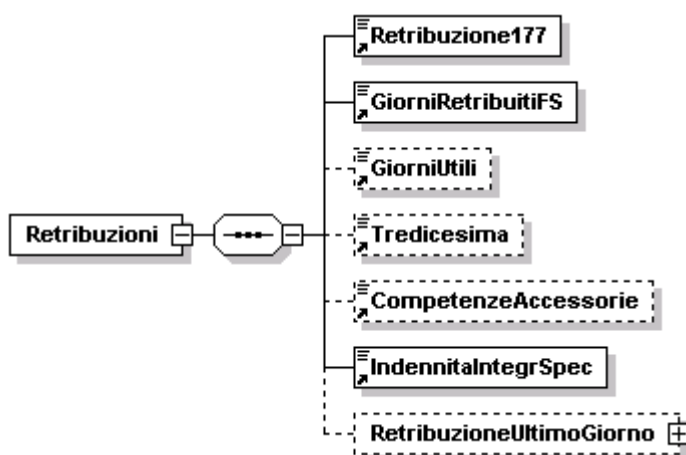 Retribuzione177
GiorniRetribuitiFS
GiorniUtili
Retribuzioni
Tredicesima
CompetenzeAccessorie
IndennitaIntegrSpec
RetribuzioneUltimoGiorno